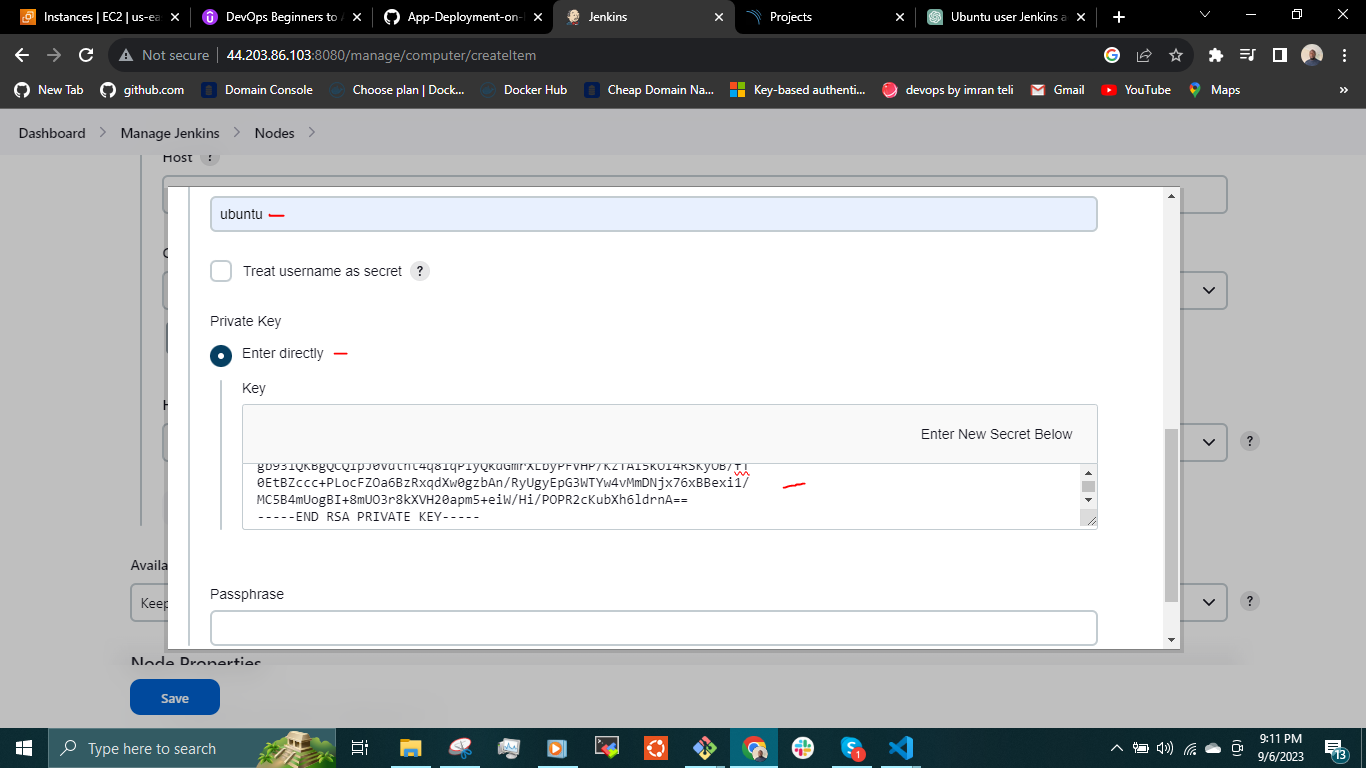 Instances | EC2 | us-ea
DevOps Beginners to A
App-Deployment-on-
Jenkins
Projects
Ubuntu user Jenkins a
Not secure
44.203.86.103:8080/manage/computer/createItem
New Tab
github.com
Domain Console
Choose plan | Dock...
Docker Hub
Cheap Domain Na...
Key-based authenti...
devops by imran teli
Gmail
YouTube
Maps
»
Dashboard
Manage Jenkins
Nodes
Host ?
ubuntu
Treat username as secret ?
Private Key
Enter directly
Key
Enter New Secret Below
0EtBZccc+PLocFZOa6BzRxqdXw0gzbAn/RyUgyEpG3WTYw4vMmDNjx76xBBexi1/
MC5B4mUogBI+8mUO3r8kXVH20apm5+eiW/Hi/POPR2cKubXh6ldrnA==
-----END RSA PRIVATE KEY-----
?
Availa
Keep
?
Passphrase
Node Properties
Save
Type here to search
1
9:11 PM
9/6/2023
13